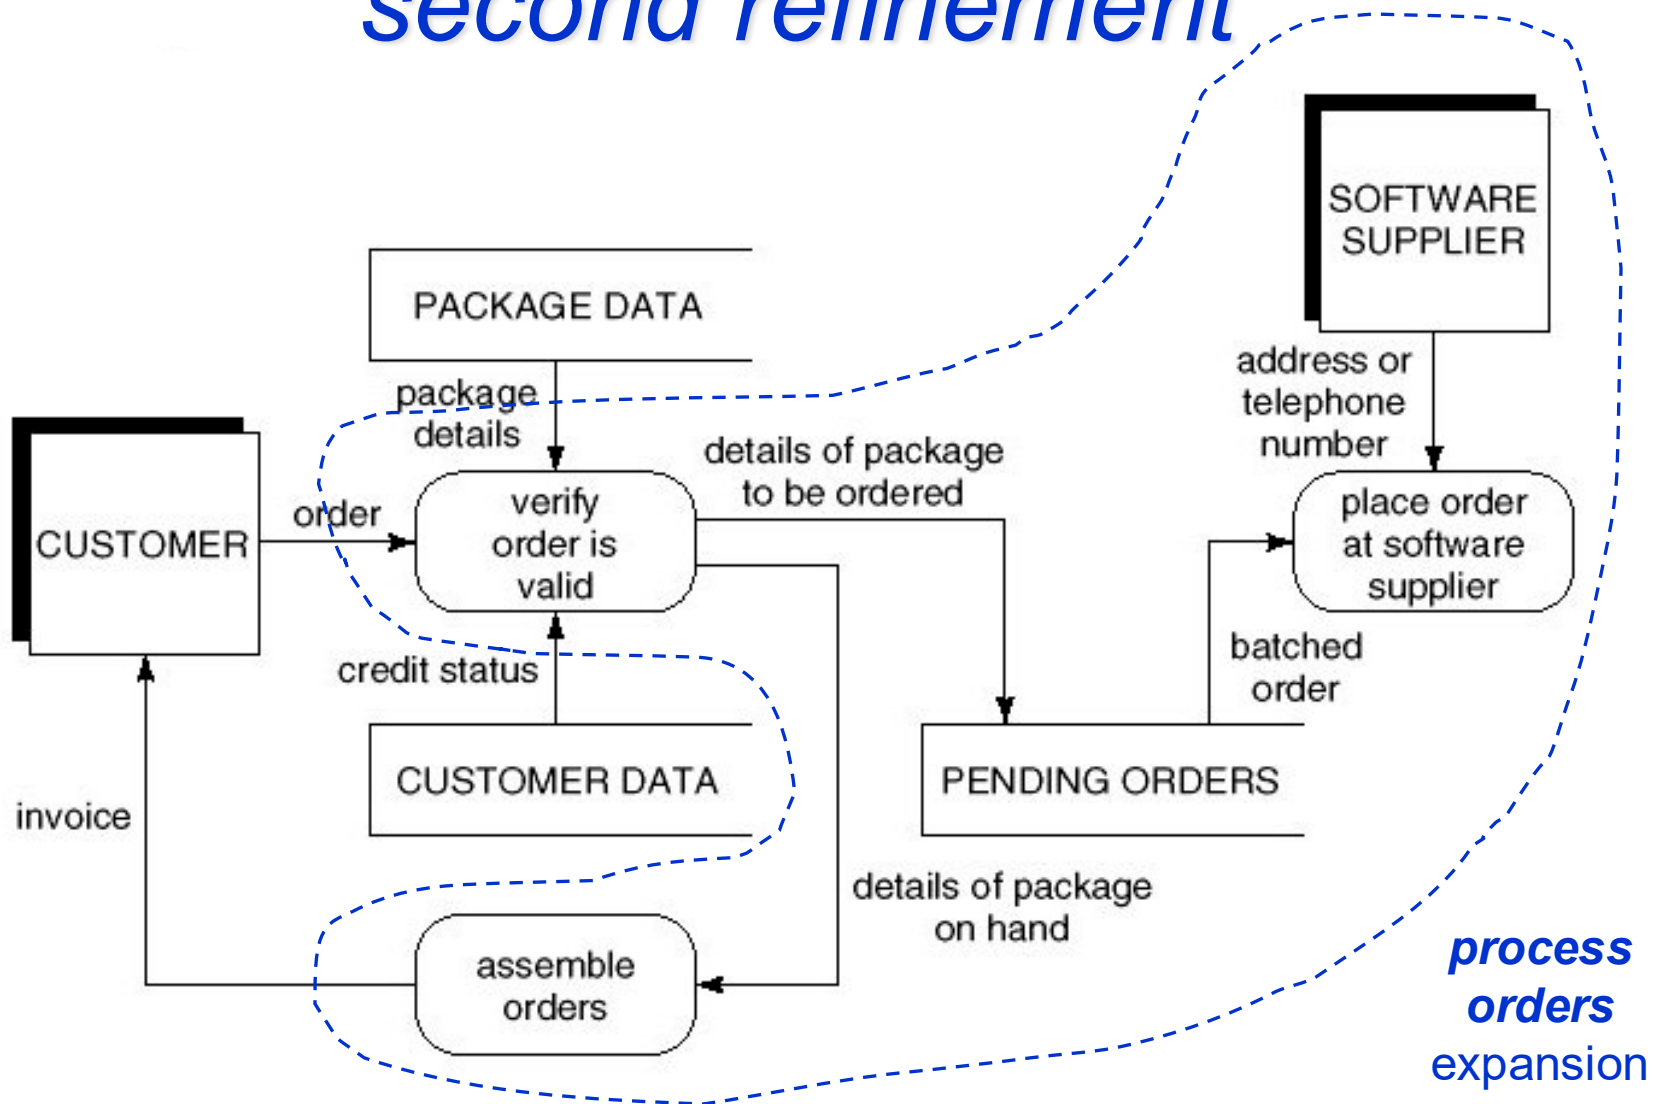 second refinement
SOFTWARE
SUPPLIER
PACKAGE DATA
address or
telephone
number
package
details
details of package
to be ordered
order
CUSTOMER
verify
order is
valid
place order
at software
supplier
credit status
batched
order
CUSTOMER DATA
PENDING ORDERS
invoice
details of package
on hand
assemble
orders
process
orders
expansion